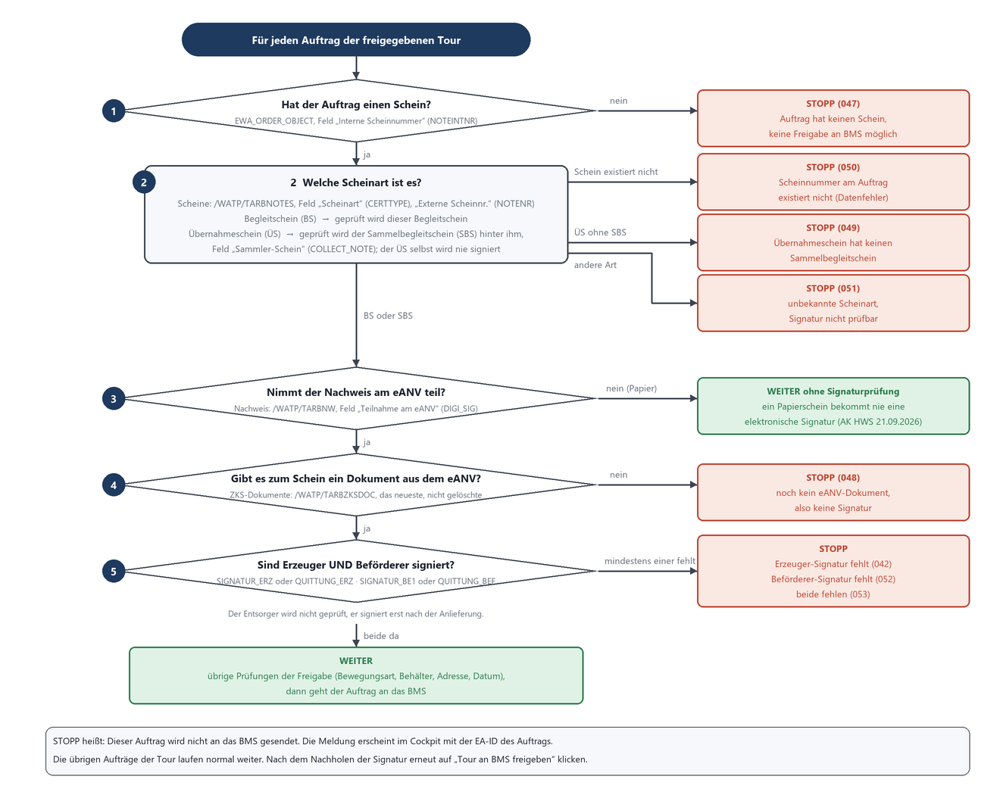 Für jeden Auftrag der freigegebenen Tour
1
Hat der Auftrag einen Schein?
EWA_ORDER_OBJECT, Feld „Interne Scheinnummer“ (NOTEINTNR)
nein
STOPP (047)
Auftrag hat keinen Schein,
keine Freigabe an BMS möglich
ja
2
2 Welche Scheinart ist es?
Scheine: /WATP/TARBNOTES, Feld „Scheinart“ (CERTTYPE), „Externe Scheinnr.“ (NOTENR)
Begleitschein (BS) → geprüft wird dieser Begleitschein
Übernahmeschein (ÜS) → geprüft wird der Sammelbegleitschein (SBS) hinter ihm,
Feld „Sammler-Schein“ (COLLECT_NOTE); der ÜS selbst wird nie signiert
Schein existiert nicht
STOPP (050)
Scheinnummer am Auftrag
existiert nicht (Datenfehler)
ÜS ohne SBS
STOPP (049)
Übernahmeschein hat keinen
Sammelbegleitschein
andere Art
STOPP (051)
unbekannte Scheinart,
Signatur nicht prüfbar
BS oder SBS
3
Nimmt der Nachweis am eANV teil?
Nachweis: /WATP/TARBNW, Feld „Teilnahme am eANV“ (DIGI_SIG)
nein (Papier)
WEITER ohne Signaturprüfung
ein Papierschein bekommt nie eine
elektronische Signatur (AK HWS 21.09.2026)
ja
4
Gibt es zum Schein ein Dokument aus dem eANV?
ZKS-Dokumente: /WATP/TARBZKSDOC, das neueste, nicht gelöschte
nein
STOPP (048)
noch kein eANV-Dokument,
also keine Signatur
ja
5
Sind Erzeuger UND Beförderer signiert?
SIGNATUR_ERZ oder QUITTUNG_ERZ · SIGNATUR_BE1 oder QUITTUNG_BEF
mindestens einer fehlt
STOPP
Erzeuger-Signatur fehlt (042)
Beförderer-Signatur fehlt (052)
beide fehlen (053)
Der Entsorger wird nicht geprüft, er signiert erst nach der Anlieferung.
beide da
WEITER
übrige Prüfungen der Freigabe (Bewegungsart, Behälter, Adresse, Datum),
dann geht der Auftrag an das BMS
STOPP heißt: Dieser Auftrag wird nicht an das BMS gesendet. Die Meldung erscheint im Cockpit mit der EA-ID des Auftrags.
Die übrigen Aufträge der Tour laufen normal weiter. Nach dem Nachholen der Signatur erneut auf „Tour an BMS freigeben“ klicken.